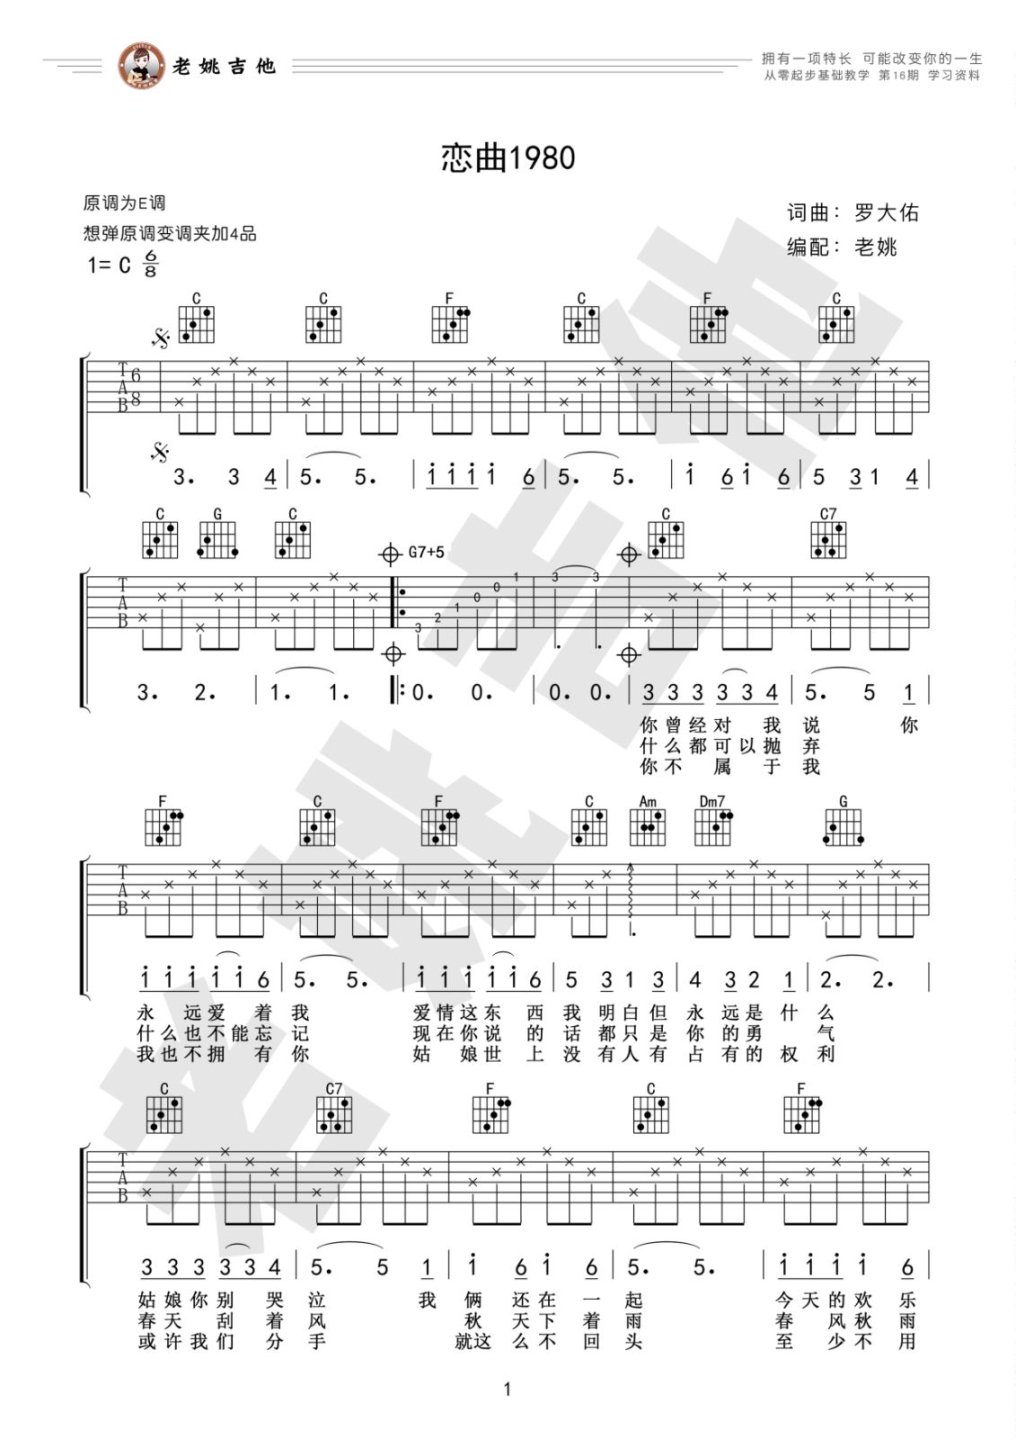 老姚吉他
拥有一项特长 可能改变你的一生
从零起步基础教学 第16期 学习资料
恋曲1980
原调为E调
想弹原调变调夹加4品
1= C 6/8
词曲：罗大佑
编配：老姚
C C F C F C
T A B 6 8
3. 3 4 | 5. 5. | i i i i 6 | 5. 5. | i 6 i 6 | 5 3 1 4 |
C G C G7+5 C C7
T A B 3 2 1 0 0 1 3 3
3. 2. | 1. 1. |: 0. 0. | 0. 0. | 3 3 3 3 3 4 | 5. 5 1 |
你曾经对我说 你
什么都可以抛弃
你不属于我
F C F C Am Dm7 G
T A B
i i i i i 6 | 5. 5. | i i i i i 6 | 5 3 1 3 | 4 3 2 1 | 2. 2. |
永远爱着我 爱情这东西我明白但永远是什么
什么也不能忘记 现在你说的话都只是你的勇气
我也不拥有你 姑娘世上没有人有占有的权利
C C7 F C F
T A B
3 3 3 3 3 4 | 5. 5 1 | i 6 i 6 | 5. 5. | i i i i 6 |
姑娘你别哭泣 我俩还在一起 今天的欢乐
春天刮着风 秋天下着雨 春风秋雨
或许我们分手 就这么不回头 至少不用
1
老姚吉他